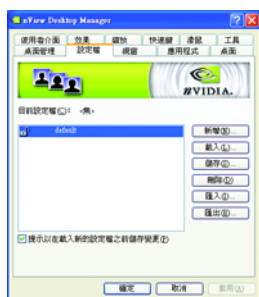 nView Desktop Manager
使用者介面 效果 縮放 快速鍵 滑鼠 工具
桌面管理 設定檔 視窗 應用程式 桌面
NVIDIA.
目前設定檔(C): <無>
default
新增(N)...
載入(L)...
儲存(S)...
刪除(D)
匯入(I)...
匯出(E)...
提示以在載入新的設定檔之前儲存變更(P)
確定 取消 套用(A)